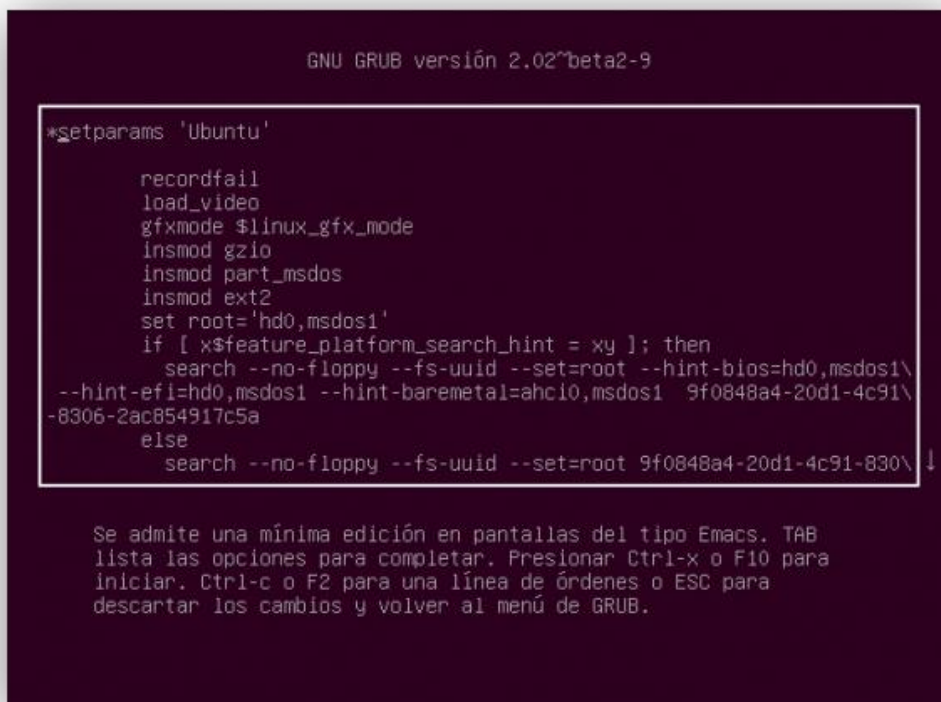 GNU GRUB versión 2.02~beta2-9
*setparams 'Ubuntu'
recordfail
load_video
gfxmode $linux_gfx_mode
insmod gzio
insmod part_msdos
insmod ext2
set root='hd0,msdos1'
if [ x$feature_platform_search_hint = xy ]; then
search --no-floppy --fs-uuid --set=root --hint-bios=hd0,msdos1\
--hint-efi=hd0,msdos1 --hint-baremetal=ahci0,msdos1  9f0848a4-20d1-4c91\
-8306-2ac854917c5a
else
search --no-floppy --fs-uuid --set=root 9f0848a4-20d1-4c91-830\ ↓
Se admite una mínima edición en pantallas del tipo Emacs. TAB
lista las opciones para completar. Presionar Ctrl-x o F10 para
iniciar. Ctrl-c o F2 para una línea de órdenes o ESC para
descartar los cambios y volver al menú de GRUB.